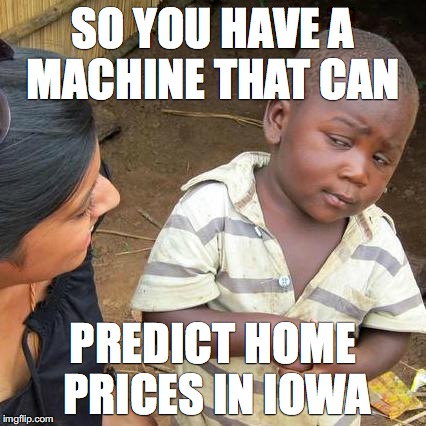 SO YOU HAVE A
MACHINE THAT CAN
PREDICT HOME
PRICES IN IOWA
imgflip.com